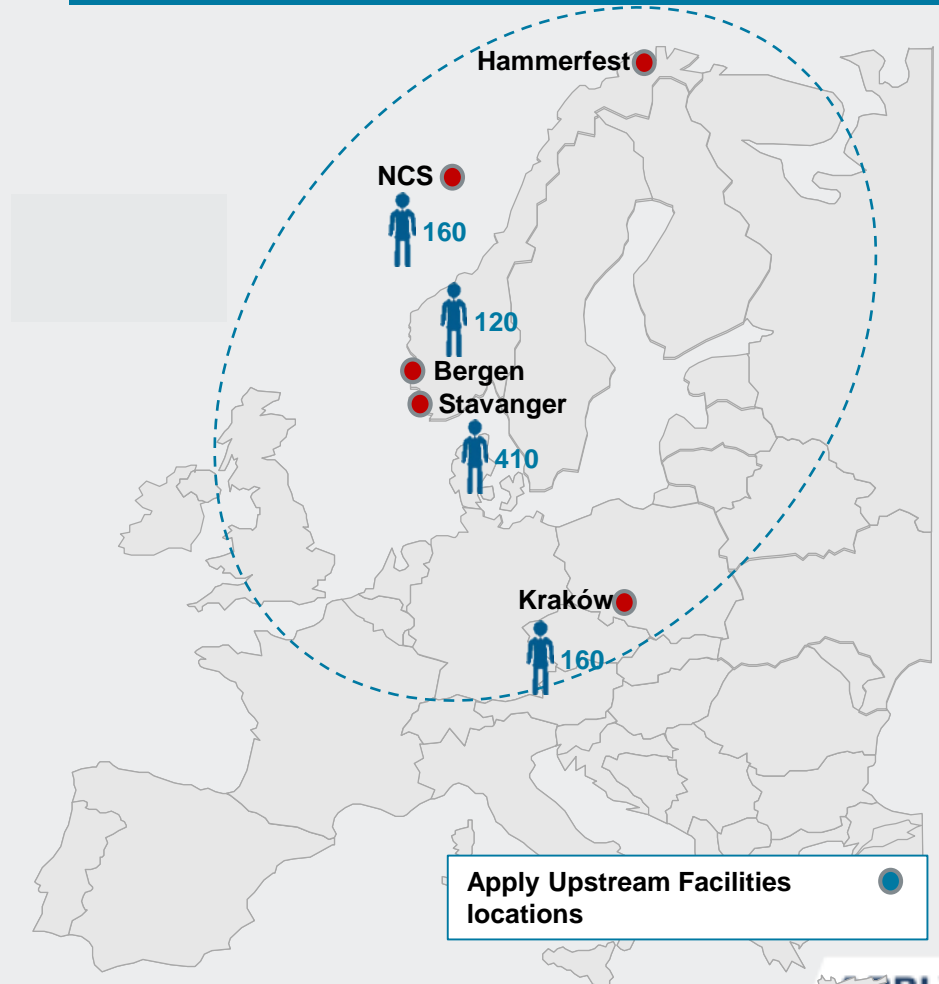 Hammerfest
NCS
160
120
Bergen
Stavanger
410
Kraków
160
Apply Upstream Facilities
locations